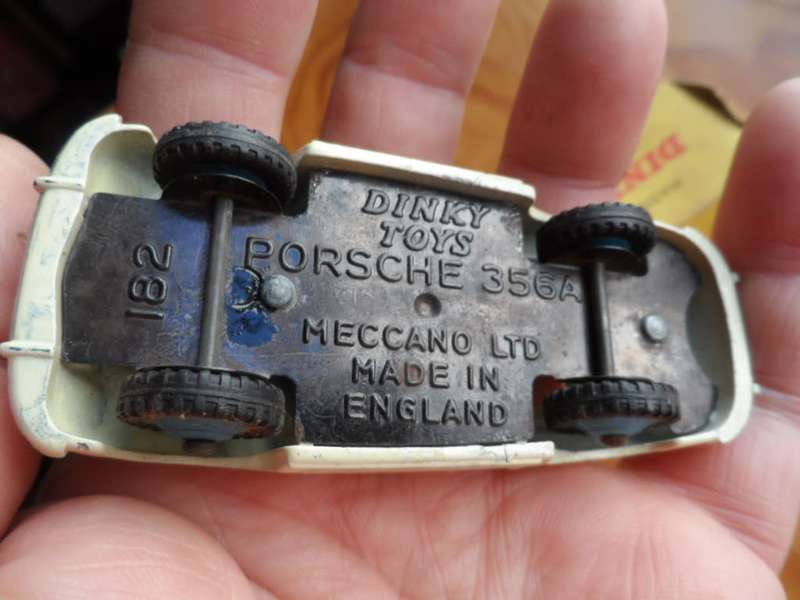 DINKY
TOYS
PORSCHE 356A
182
MECCANO LTD
MADE IN
ENGLAND